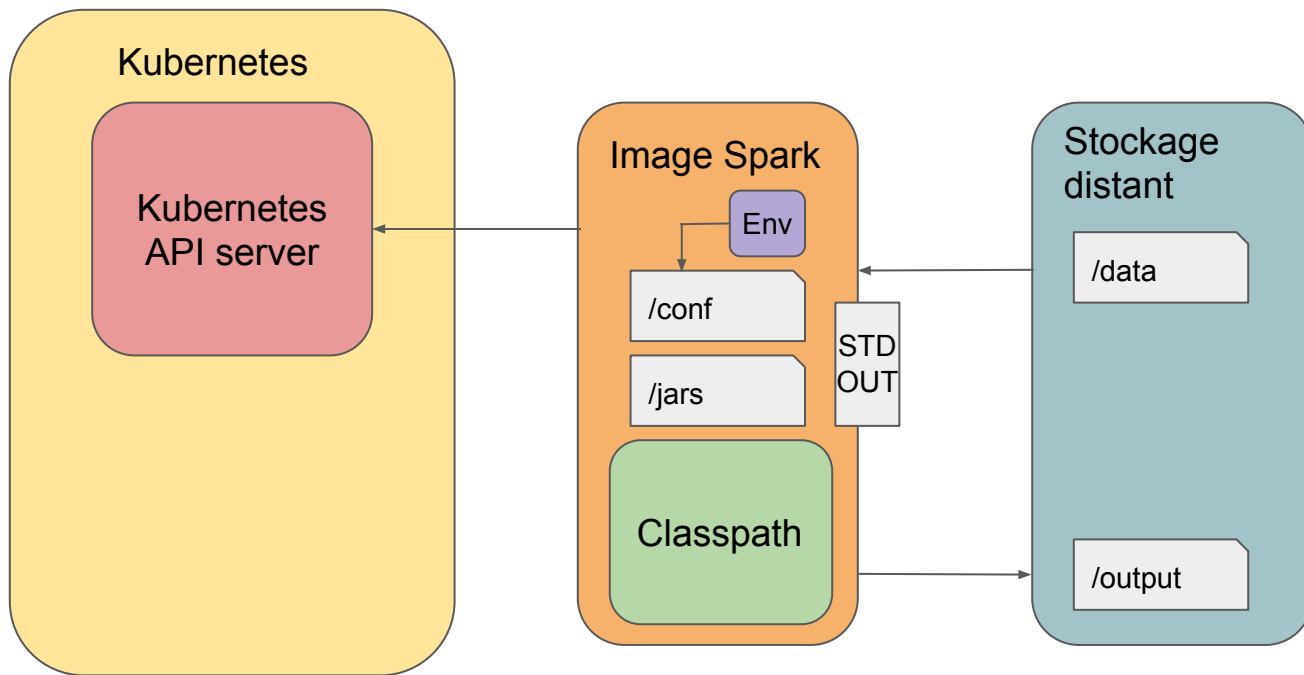 Kubernetes
Kubernetes
API server
Image Spark
Env
/conf
/jars
STD
OUT
Classpath
Stockage
distant
/data
/output